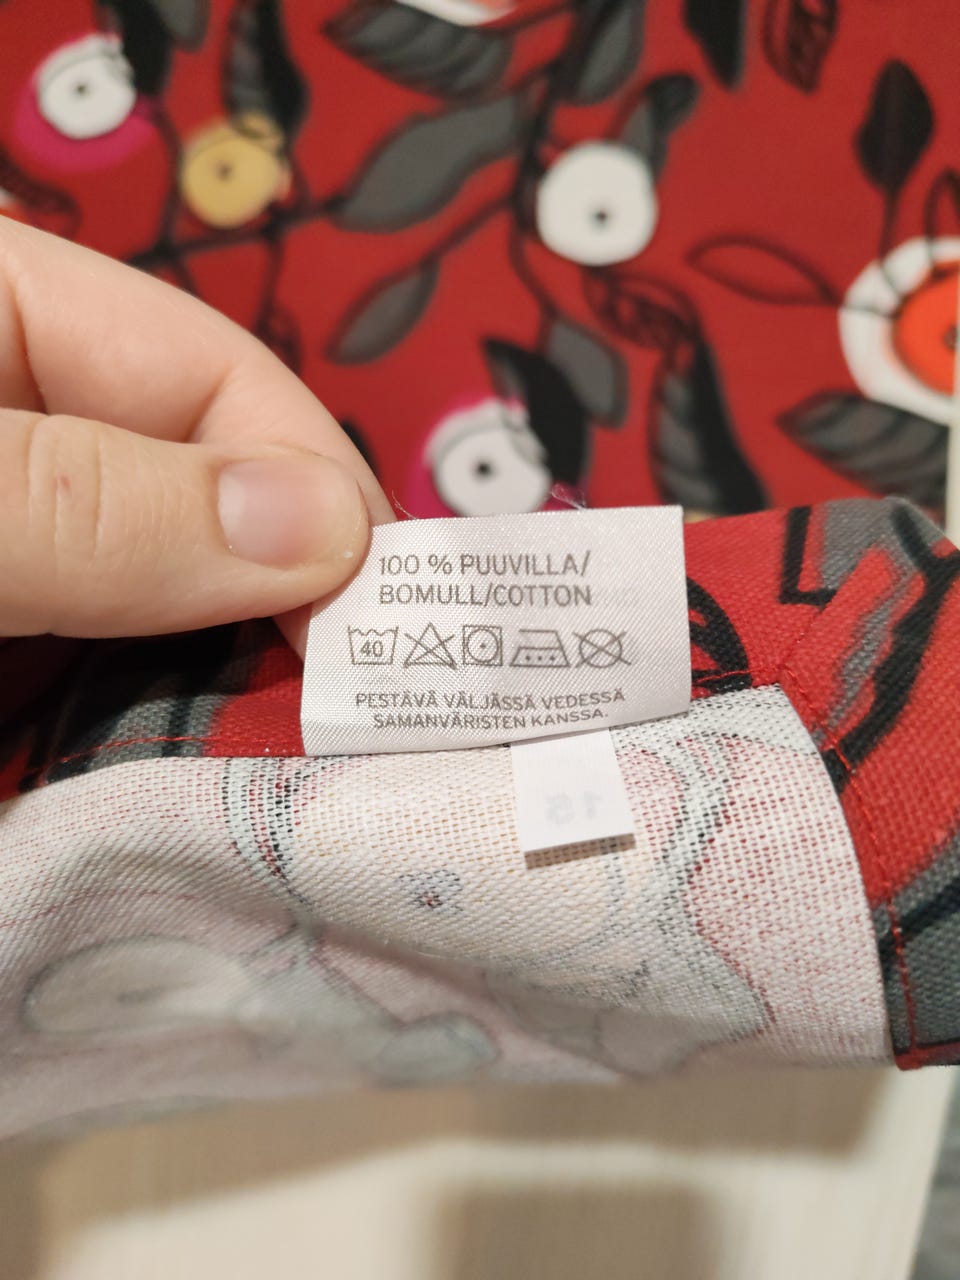 100 % PUUVILLA/
BOMULL/COTTON
40
PESTÄVÄ VÄLJÄSSÄ VEDESSÄ
SAMANVÄRISTEN KANSSA.